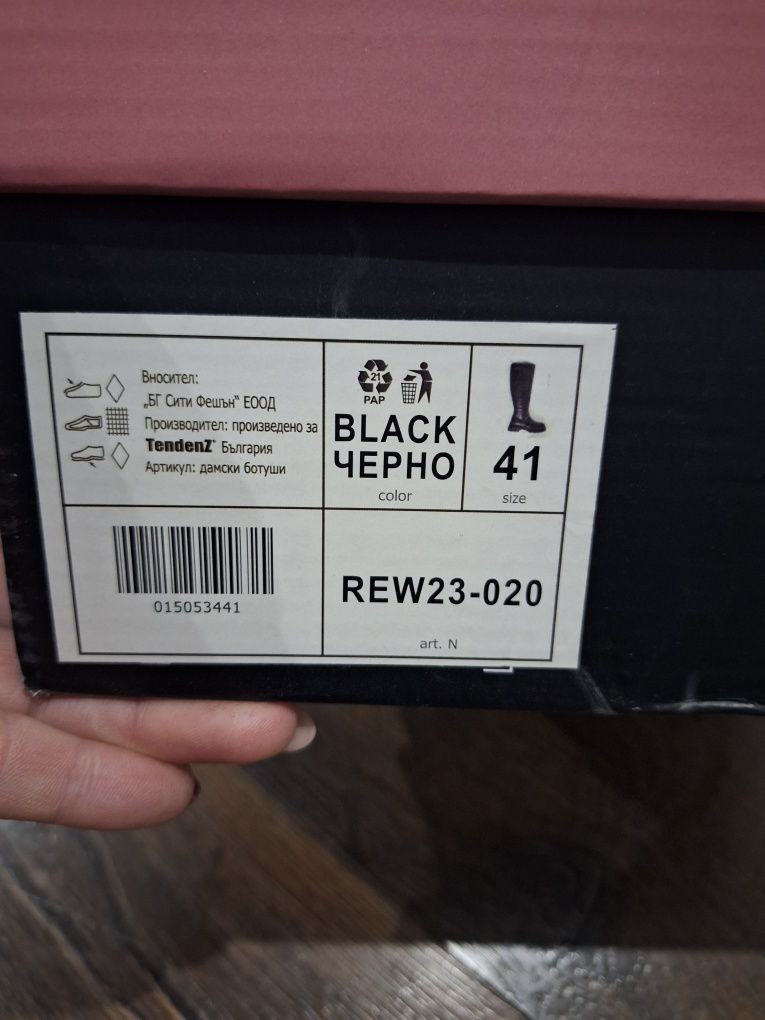 Вносител:
„БГ Сити Фешън“ ЕООД
Производител: произведено за
TendenZ® България
Артикул: дамски ботуши
21
PAP
BLACK
ЧЕРНО
color
41
size
015053441
REW23-020
art. N